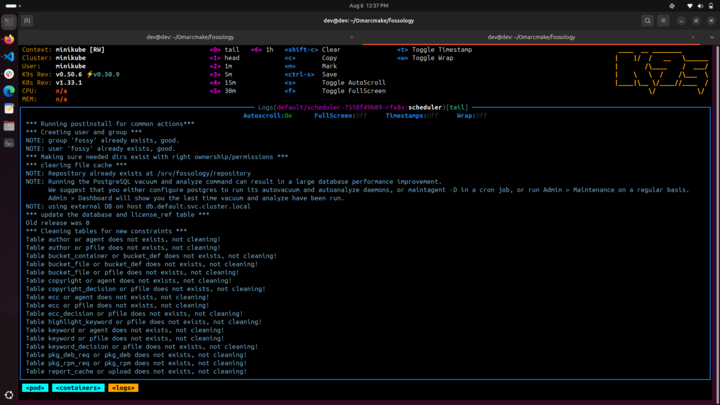 Aug 6 12:37 PM
dev@dev: ~/Omarcmake/fossology
dev@dev: ~/Omarcmake/fossology
dev@dev: ~/Omarcmake/fossology
Context: minikube [RW] <0> tail <6> 1h <shift-c> Clear <t> Toggle Timestamp
Cluster: minikube <1> head <c> Copy <w> Toggle Wrap
User: minikube <2> 1m <m> Mark
K9s Rev: v0.50.6 ⚡v0.50.9 <3> 5m <ctrl-s> Save
K8s Rev: v1.33.1 <4> 15m <s> Toggle AutoScroll
CPU: n/a <5> 30m <f> Toggle FullScreen
MEM: n/a
Logs(default/scheduler-7558f49b89-rfx8x:scheduler)[tail]
Autoscroll:On FullScreen:Off Timestamps:Off Wrap:Off
*** Running postinstall for common actions***
*** Creating user and group ***
NOTE: group 'fossy' already exists, good.
NOTE: user 'fossy' already exists, good.
*** Making sure needed dirs exist with right ownership/permissions ***
*** clearing file cache ***
NOTE: Repository already exists at /srv/fossology/repository
NOTE: Running the PostgreSQL vacuum and analyze command can result in a large database performance improvement.
We suggest that you either configure postgres to run its autovacuum and autoanalyze daemons, or maintagent -D in a cron job, or run Admin > Maintenance on a regular basis.
Admin > Dashboard will show you the last time vacuum and analyze have been run.
NOTE: using external DB on host db.default.svc.cluster.local
*** update the database and license_ref table ***
Old release was 0
*** Cleaning tables for new constraints ***
Table author or agent does not exists, not cleaning!
Table author or pfile does not exists, not cleaning!
Table bucket_container or bucket_def does not exists, not cleaning!
Table bucket_file or bucket_def does not exists, not cleaning!
Table bucket_file or pfile does not exists, not cleaning!
Table copyright or agent does not exists, not cleaning!
Table copyright_decision or pfile does not exists, not cleaning!
Table ecc or agent does not exists, not cleaning!
Table ecc or pfile does not exists, not cleaning!
Table ecc_decision or pfile does not exists, not cleaning!
Table highlight_keyword or pfile does not exists, not cleaning!
Table keyword or agent does not exists, not cleaning!
Table keyword or pfile does not exists, not cleaning!
Table keyword_decision or pfile does not exists, not cleaning!
Table pkg_deb_req or pkg_deb does not exists, not cleaning!
Table pkg_rpm_req or pkg_rpm does not exists, not cleaning!
Table report_cache or upload does not exists, not cleaning!
<pod> <containers> <logs>